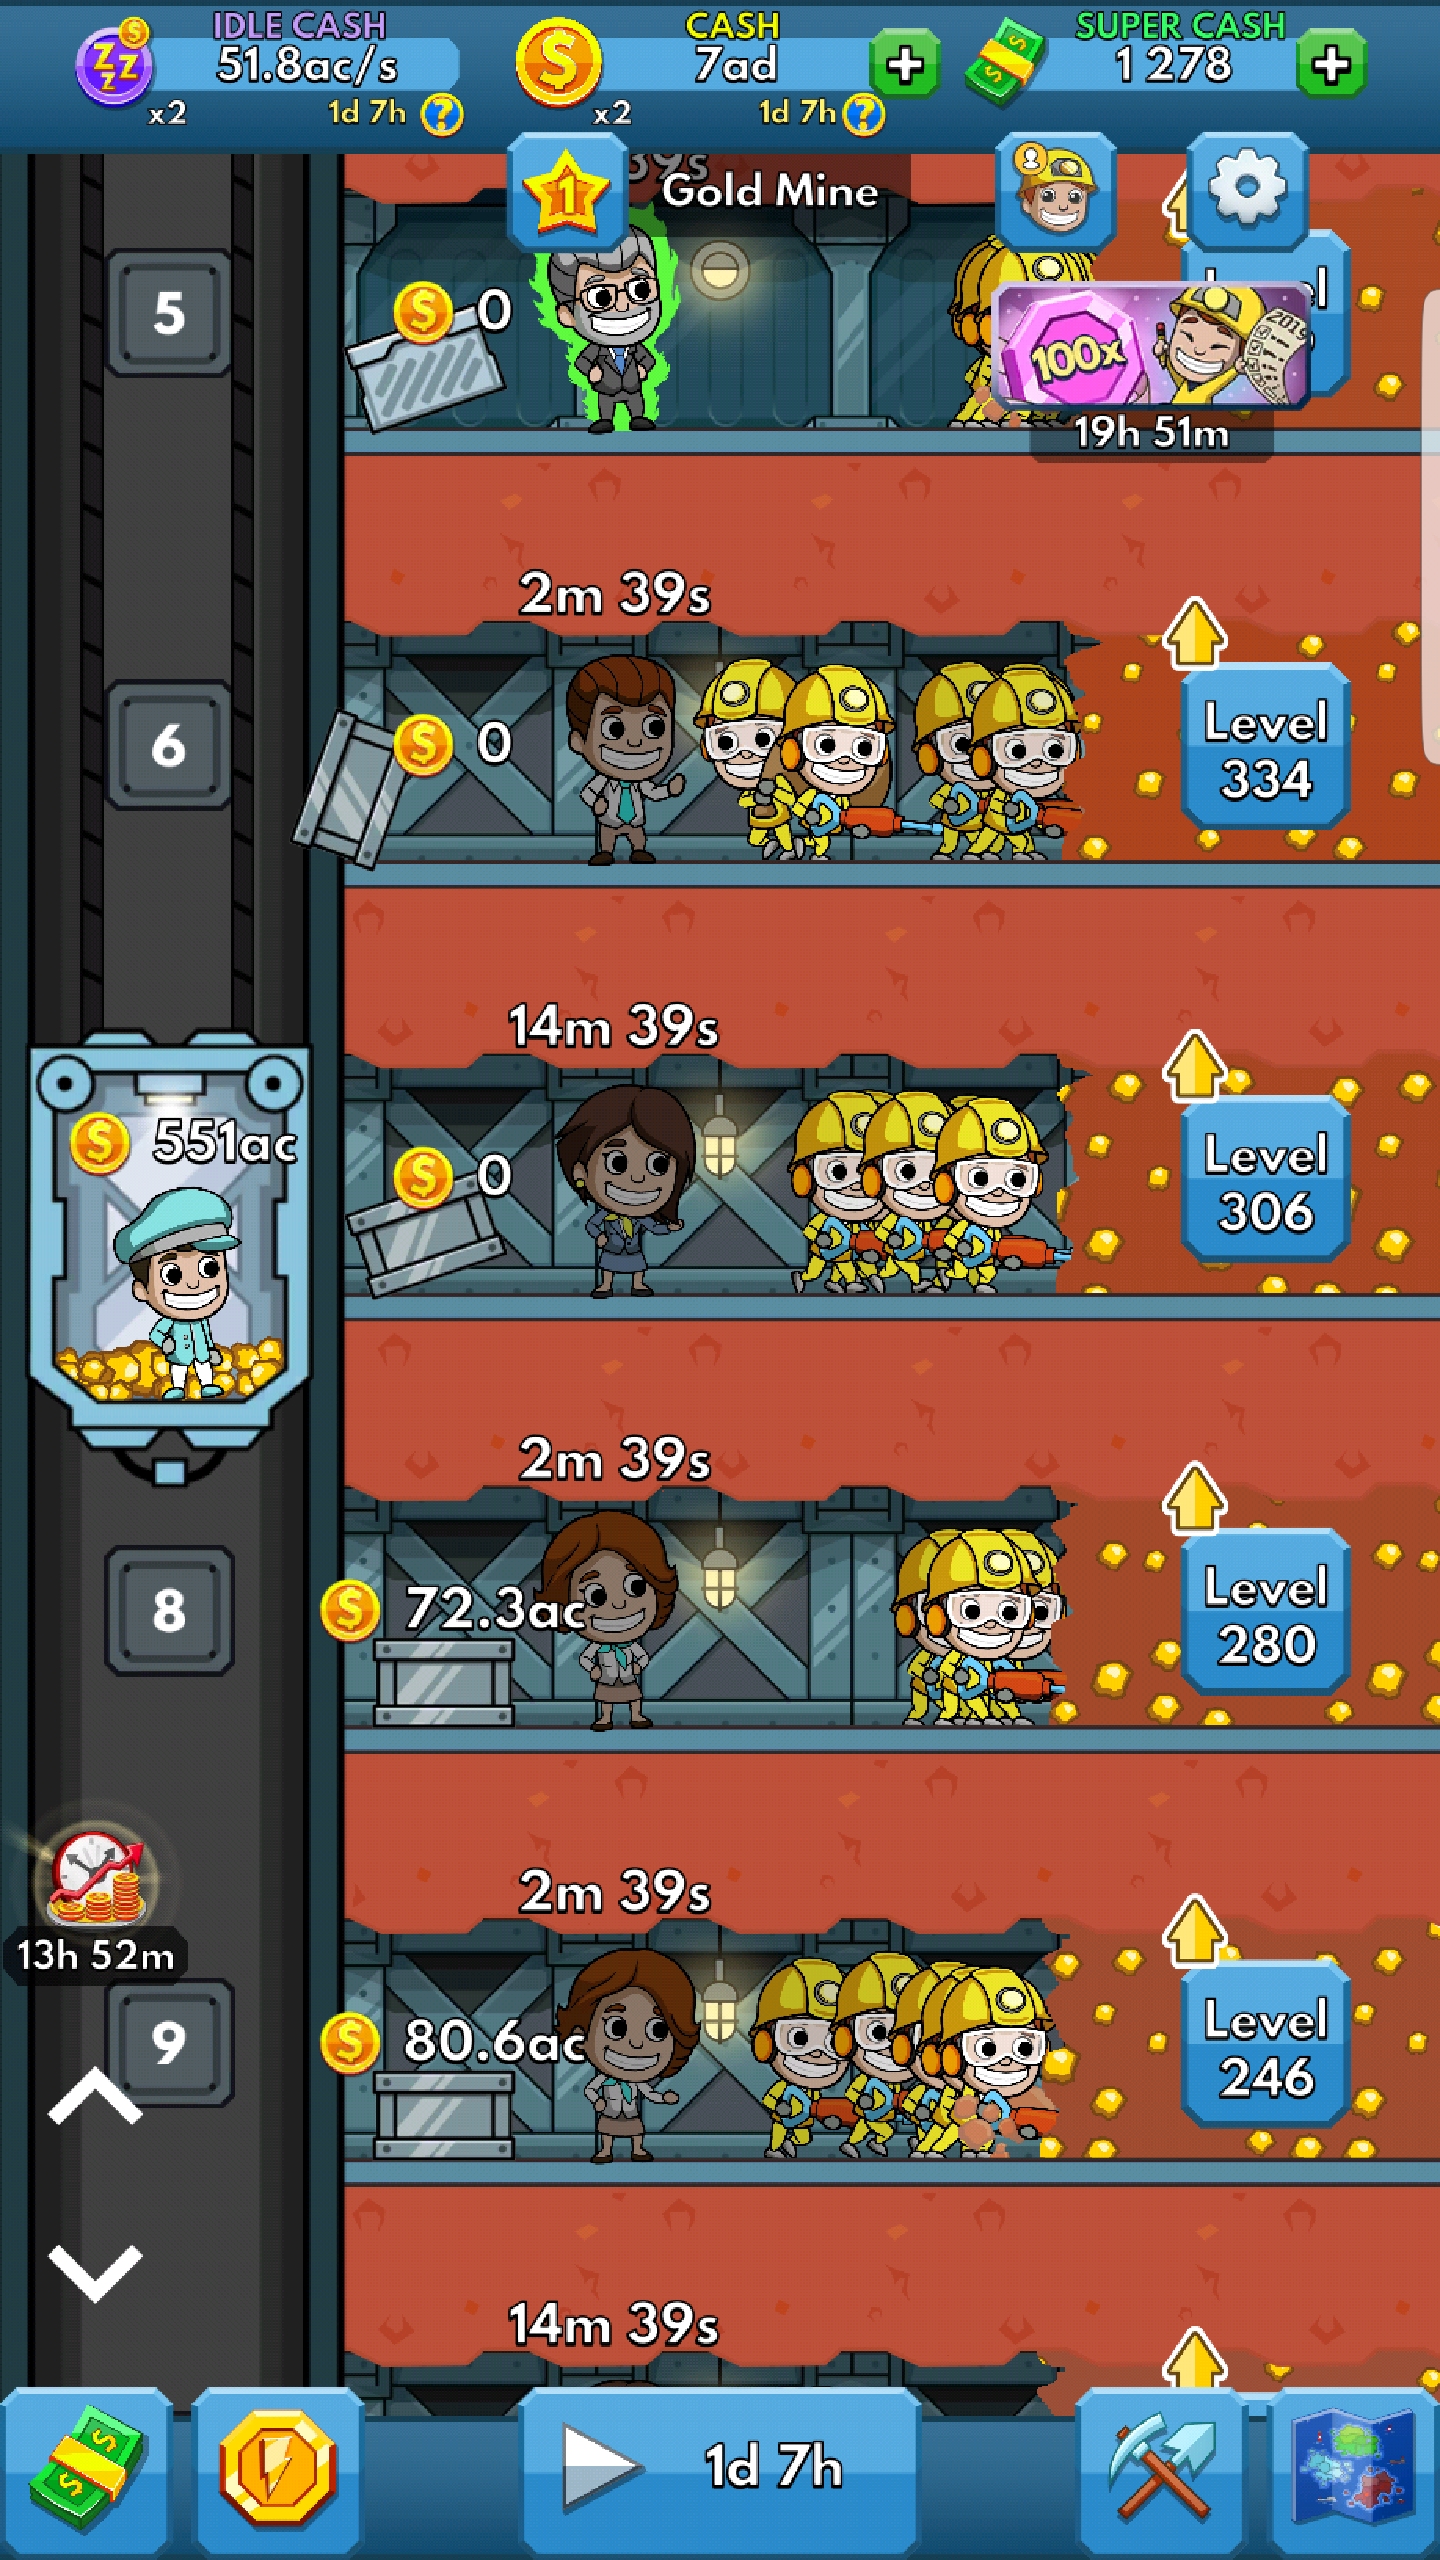 IDLE CASH
51.8ac/s
x2
1d 7h
?
CASH
7ad
x2
1d 7h
?
SUPER CASH
1 278
1
Gold Mine
100x
19h 51m
5
0
2m 39s
6
0
Level
334
14m 39s
551ac
0
Level
306
2m 39s
8
72.3ac
Level
280
2m 39s
13h 52m
9
80.6ac
Level
246
14m 39s
1d 7h